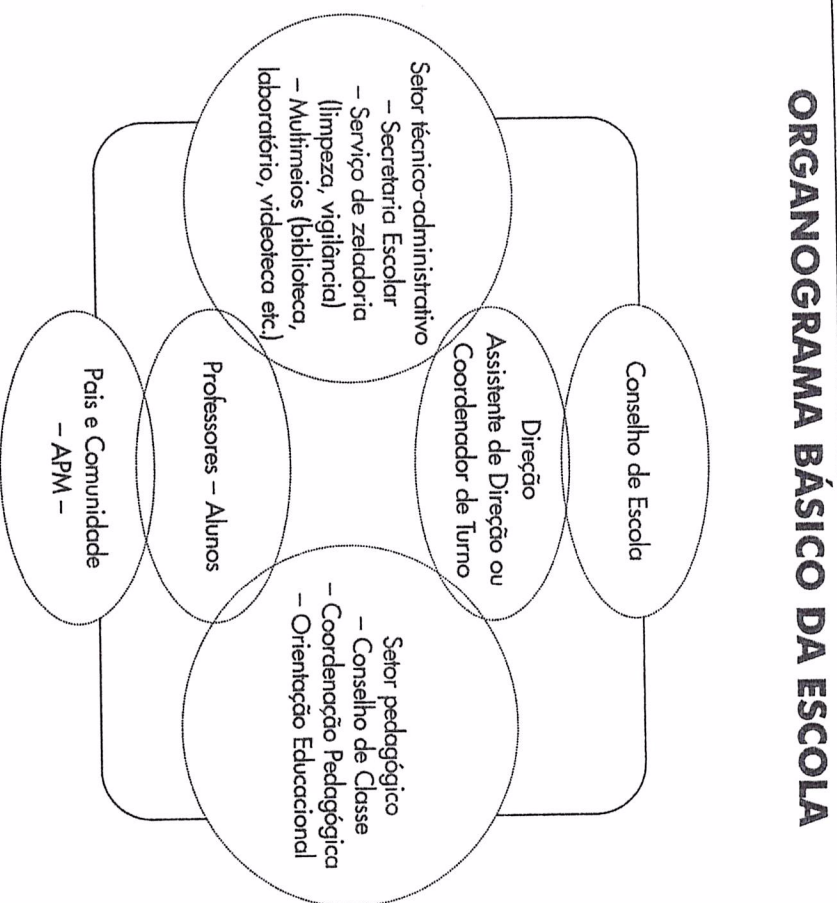 ORGANOGRAMA BÁSICO DA ESCOLA
Conselho de Escola
Direção
Assistente de Direção ou
Coordenador de Turno
Setor técnico-administrativo
– Secretaria Escolar
– Serviço de zeladoria
(limpeza, vigilância)
– Multimeios (biblioteca,
laboratório, videoteca etc.)
Setor pedagógico
– Conselho de Classe
– Coordenação Pedagógica
– Orientação Educacional
Professores – Alunos
Pais e Comunidade
– APM –